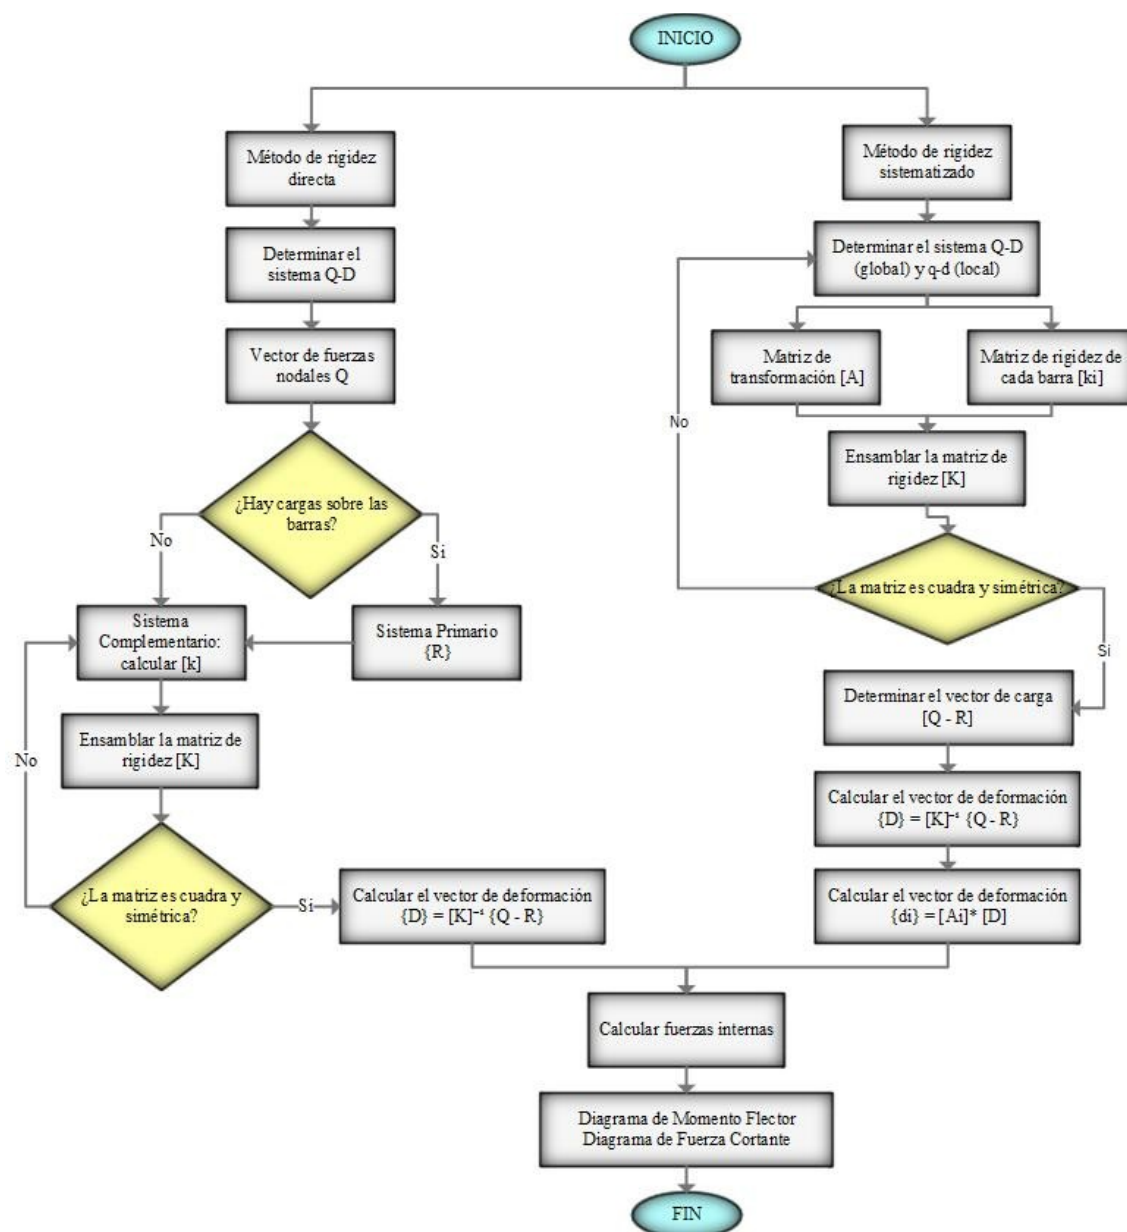 INICIO
Método de rigidez
directa
Determinar el
sistema Q-D
Vector de fuerzas
nodales Q
¿Hay cargas sobre las
barras?
No
Si
Sistema
Complementario:
calcular [k]
Sistema Primario
{R}
Ensamblar la matriz de
rigidez [K]
No
¿La matriz es cuadra y
simétrica?
Si
Calcular el vector de deformación
{D} = [K]⁻¹ {Q - R}
Método de rigidez
sistematizado
Determinar el sistema Q-D
(global) y q-d (local)
Matriz de
transformación [A]
Matriz de rigidez de
cada barra [ki]
No
Ensamblar la matriz de
rigidez [K]
¿La matriz es cuadra y simétrica?
Si
Determinar el vector de carga
[Q - R]
Calcular el vector de deformación
{D} = [K]⁻¹ {Q - R}
Calcular el vector de deformación
{di} = [Ai]* [D]
Calcular fuerzas internas
Diagrama de Momento Flector
Diagrama de Fuerza Cortante
FIN